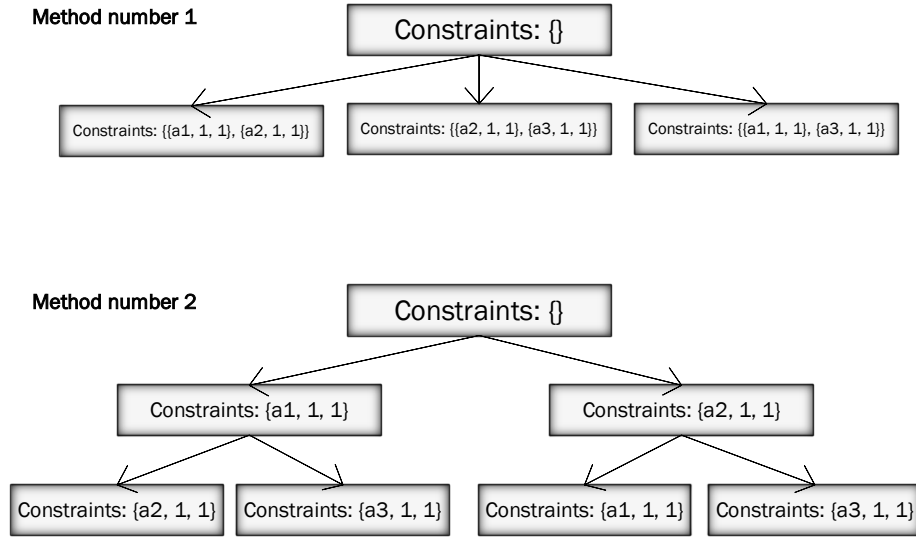 Method number 1
Constraints: {}
Constraints: {{a1, 1, 1}, {a2, 1, 1}}
Constraints: {{a2, 1, 1}, {a3, 1, 1}}
Constraints: {{a1, 1, 1}, {a3, 1, 1}}
Method number 2
Constraints: {}
Constraints: {a1, 1, 1}
Constraints: {a2, 1, 1}
Constraints: {a2, 1, 1}
Constraints: {a3, 1, 1}
Constraints: {a1, 1, 1}
Constraints: {a3, 1, 1}